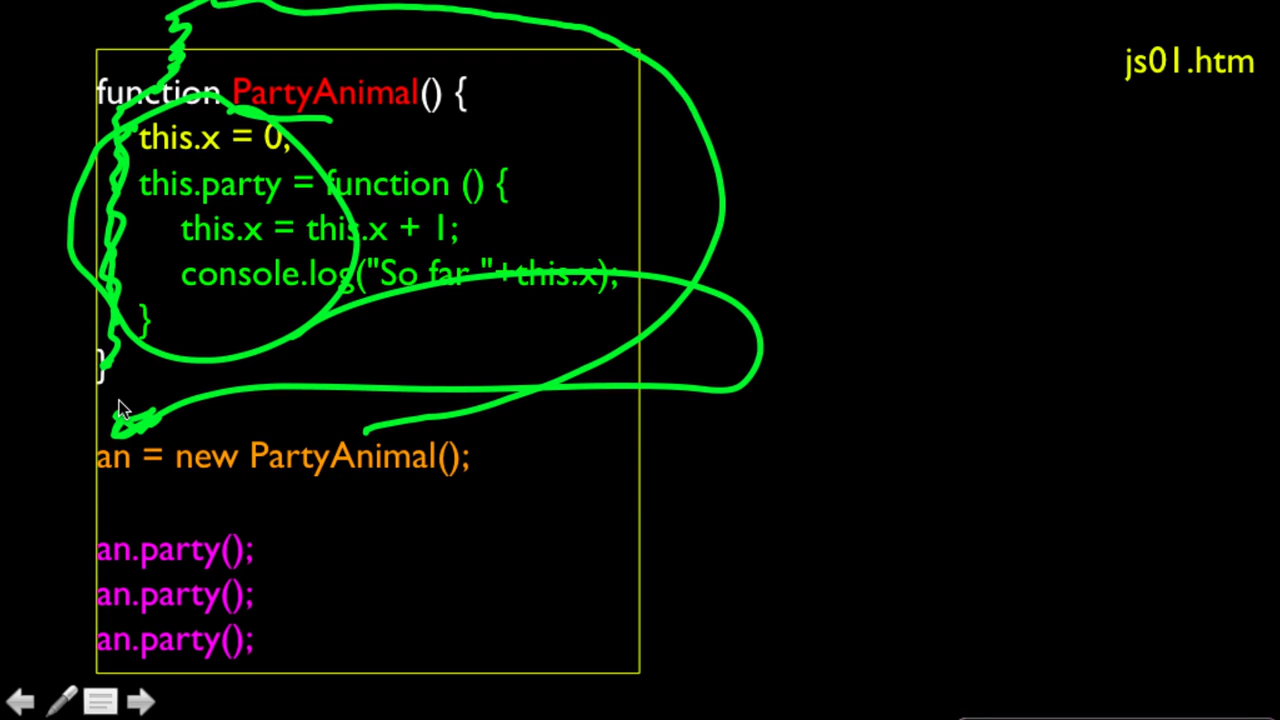 js01.htm
function PartyAnimal() {
this.x = 0;
this.party = function () {
this.x = this.x + 1;
console.log("So far "+this.x);
}
}
an = new PartyAnimal();
an.party();
an.party();
an.party();